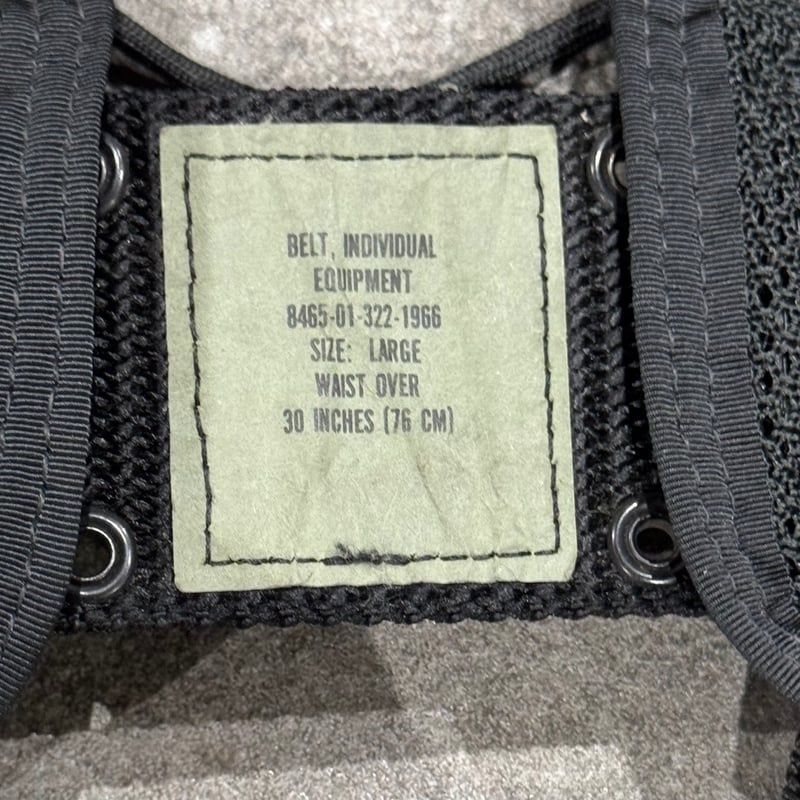 BELT, INDIVIDUAL
EQUIPMENT
8465-01-322-1966
SIZE: LARGE
WAIST OVER
30 INCHES (76 CM)